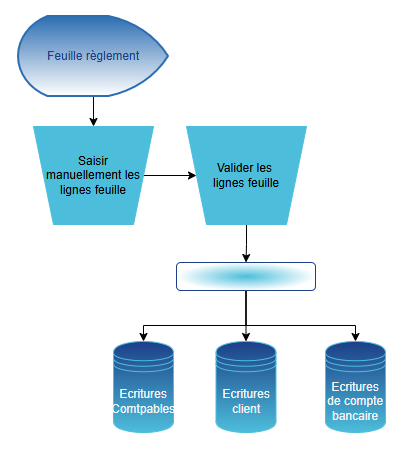 Feuille règlement
Saisir
manuellement les
lignes feuille
Valider les
lignes feuille
Ecritures
Comtpables
Ecritures
client
Ecritures
de compte
bancaire